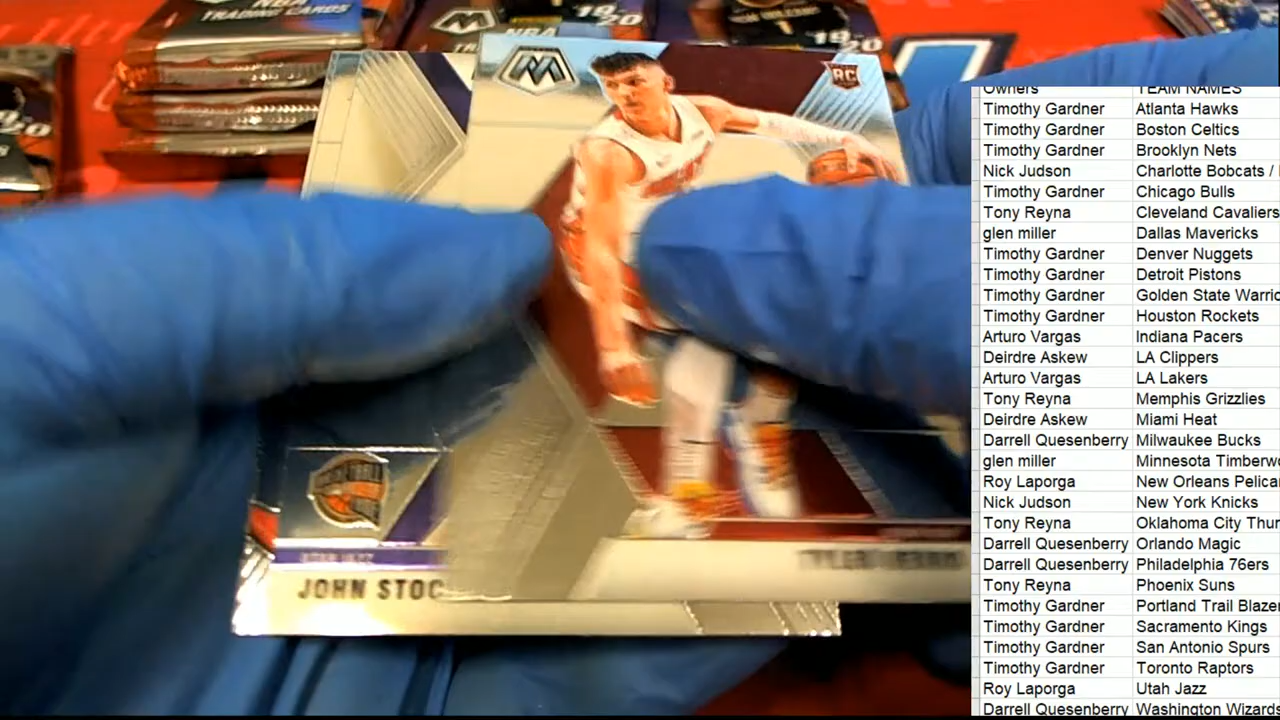 NBA
TRADING CARDS
19-20
NBA
19-20
RC
JOHN STOC
Owners TEAM NAMES
Timothy Gardner Atlanta Hawks
Timothy Gardner Boston Celtics
Timothy Gardner Brooklyn Nets
Nick Judson Charlotte Bobcats /
Timothy Gardner Chicago Bulls
Tony Reyna Cleveland Cavaliers
glen miller Dallas Mavericks
Timothy Gardner Denver Nuggets
Timothy Gardner Detroit Pistons
Timothy Gardner Golden State Warrio
Timothy Gardner Houston Rockets
Arturo Vargas Indiana Pacers
Deirdre Askew LA Clippers
Arturo Vargas LA Lakers
Tony Reyna Memphis Grizzlies
Deirdre Askew Miami Heat
Darrell Quesenberry Milwaukee Bucks
glen miller Minnesota Timberwo
Roy Laporga New Orleans Pelica
Nick Judson New York Knicks
Tony Reyna Oklahoma City Thun
Darrell Quesenberry Orlando Magic
Darrell Quesenberry Philadelphia 76ers
Tony Reyna Phoenix Suns
Timothy Gardner Portland Trail Blazer
Timothy Gardner Sacramento Kings
Timothy Gardner San Antonio Spurs
Timothy Gardner Toronto Raptors
Roy Laporga Utah Jazz
Darrell Quesenberry Washington Wizards